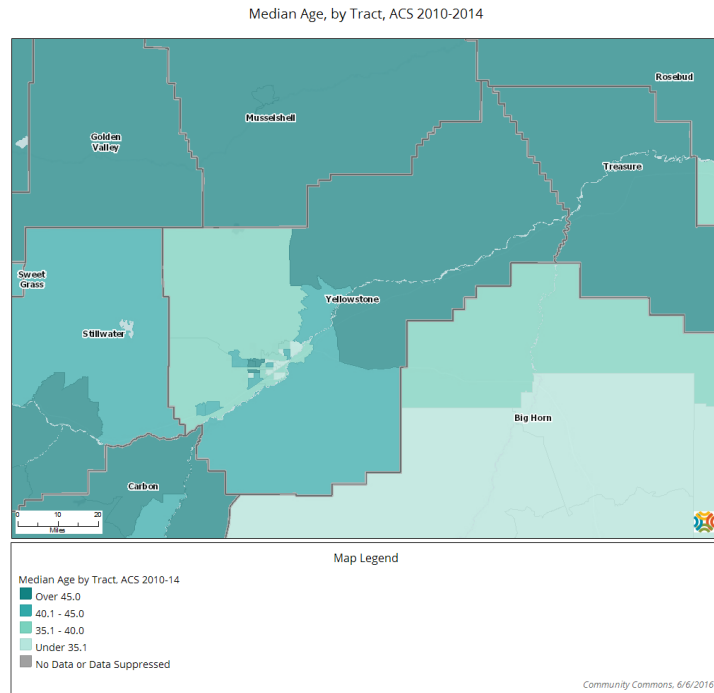 Median Age, by Tract, ACS 2010-2014
Rosebud
Musselshell
Golden
Valley
Treasure
Sweet
Grass
Yellowstone
Stillwater
Big Horn
Carbon
0 10 20
Miles
Map Legend
Median Age by Tract, ACS 2010-14
Over 45.0
40.1 - 45.0
35.1 - 40.0
Under 35.1
No Data or Data Suppressed
Community Commons, 6/6/2016